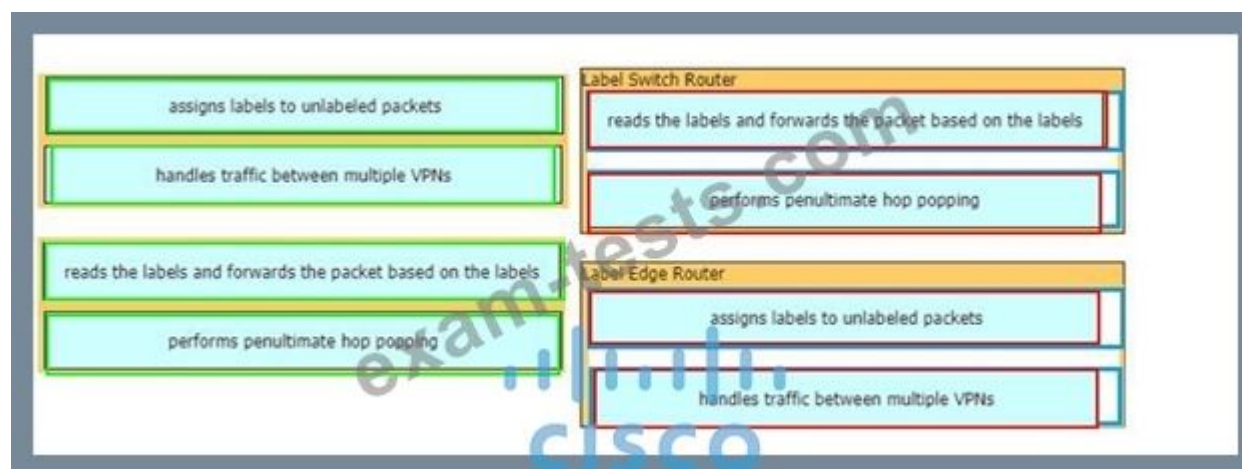 assigns labels to unlabeled packets
handles traffic between multiple VPNs
reads the labels and forwards the packet based on the labels
performs penultimate hop popping
Label Switch Router
reads the labels and forwards the packet based on the labels
performs penultimate hop popping
Label Edge Router
assigns labels to unlabeled packets
handles traffic between multiple VPNs
exam-tests.com
CISCO